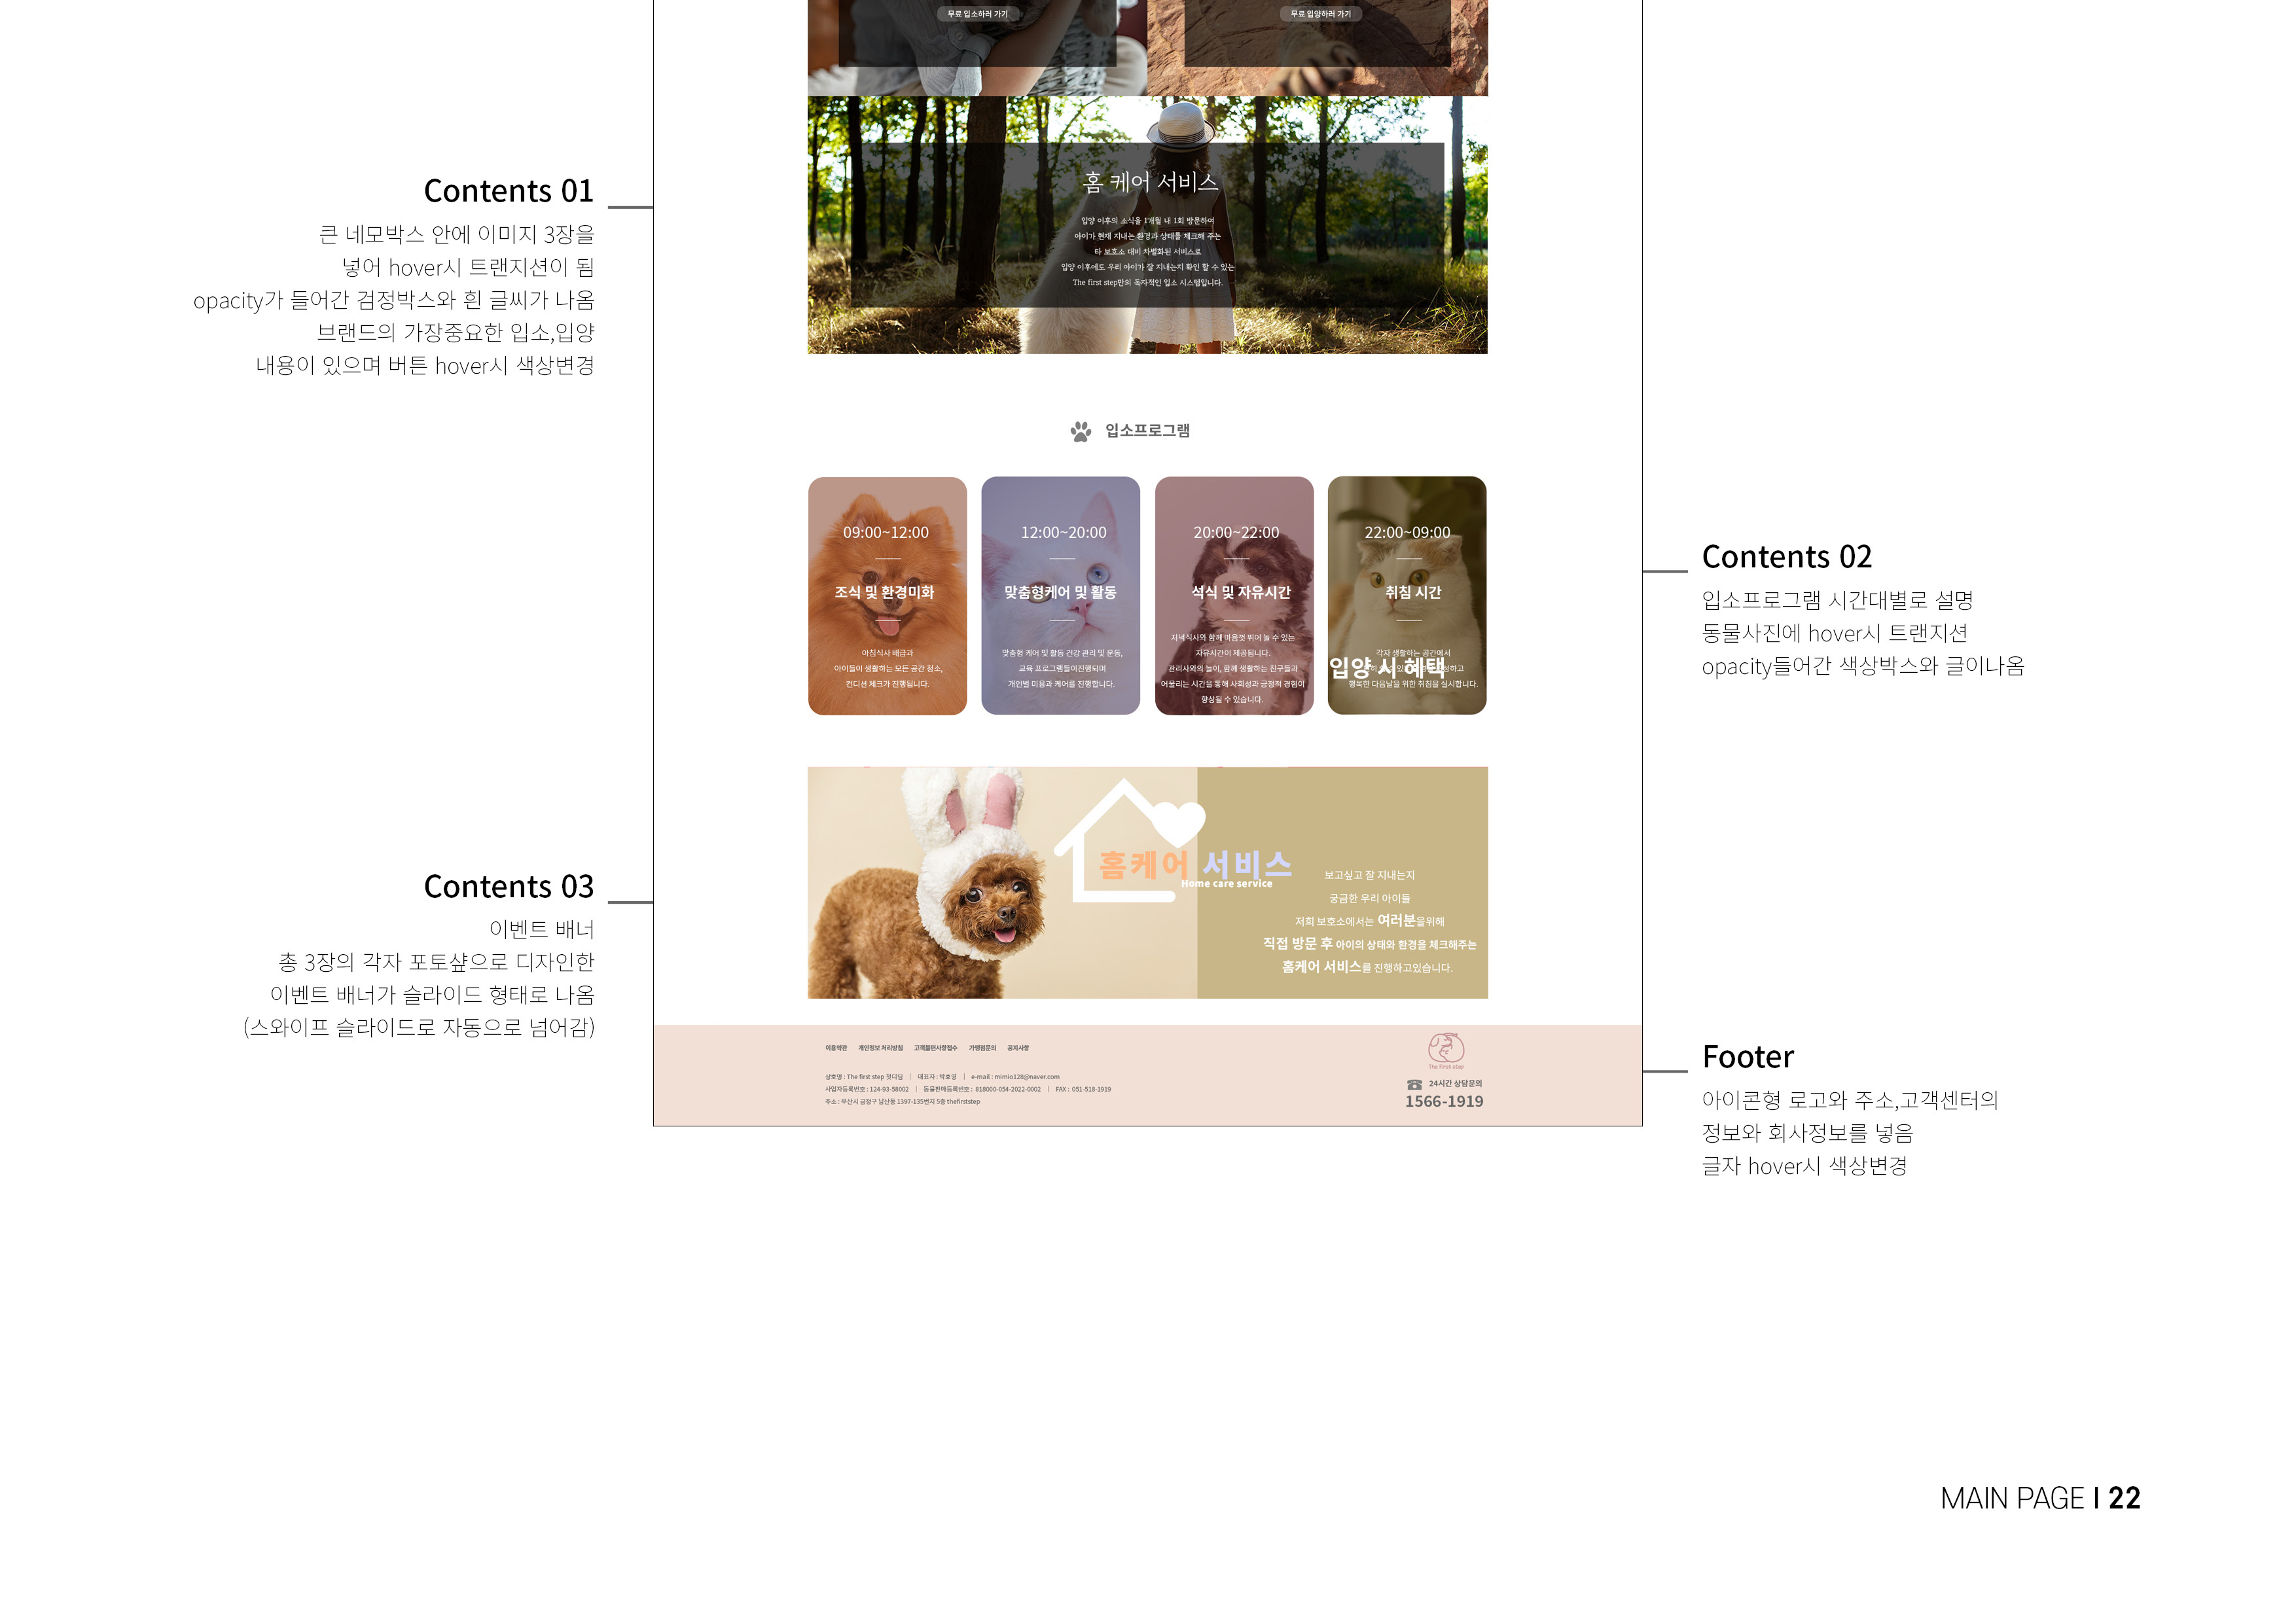 무료 입소하러 가기
무료 입양하러 가기
Contents 01
큰 네모박스 안에 이미지 3장을
넣어 hover시 트랜지션이 됨
opacity가 들어간 검정박스와 흰 글씨가 나옴
브랜드의 가장중요한 입소,입양
내용이 있으며 버튼 hover시 색상변경
홈 케어 서비스
입양 이후의 소식을 1개월 내 1회 방문하여
아이가 현재 지내는 환경과 상태를 체크해 주는
타 보호소 대비 차별화된 서비스로
입양 이후에도 우리 아이가 잘 지내는지 확인 할 수 있는
The first step만의 독자적인 입소 시스템입니다.
입소프로그램
09:00~12:00
조식 및 환경미화
아침식사 배급과
아이들이 생활하는 모든 공간 청소,
컨디션 체크가 진행됩니다.
12:00~20:00
맞춤형케어 및 활동
맞춤형 케어 및 활동 건강 관리 및 운동,
교육 프로그램들이진행되며
개인별 미용과 케어를 진행합니다.
20:00~22:00
석식 및 자유시간
저녁식사와 함께 마음껏 뛰어 놀 수 있는
자유시간이 제공됩니다.
관리사와의 놀이, 함께 생활하는 친구들과
어울리는 시간을 통해 사회성과 긍정적 경험이
향상될 수 있습니다.
22:00~09:00
취침 시간
각자 생활하는 공간에서
행복한 다음날을 위한 취침을 실시합니다.
입양 시 혜택
Contents 02
입소프로그램 시간대별로 설명
동물사진에 hover시 트랜지션
opacity들어간 색상박스와 글이나옴
Contents 03
이벤트 배너
총 3장의 각자 포토샾으로 디자인한
이벤트 배너가 슬라이드 형태로 나옴
(스와이프 슬라이드로 자동으로 넘어감)
홈케어 서비스
Home care service
보고싶고 잘 지내는지
궁금한 우리 아이들
저희 보호소에서는 여러분을위해
직접 방문 후 아이의 상태와 환경을 체크해주는
홈케어 서비스를 진행하고있습니다.
이용약관 개인정보 처리방침 고객불편사항접수 가맹점문의 공지사항
상호명 : The first step 첫디딤 | 대표자 : 박호영 | e-mail : mimio128@naver.com
사업자등록번호 : 124-93-58002 | 동물판매등록번호 : 818000-054-2022-0002 | FAX : 051-518-1919
주소 : 부산시 금정구 남산동 1397-135번지 5층 thefirststep
The First step
24시간 상담문의
1566-1919
Footer
아이콘형 로고와 주소,고객센터의
정보와 회사정보를 넣음
글자 hover시 색상변경
MAIN PAGE I 22